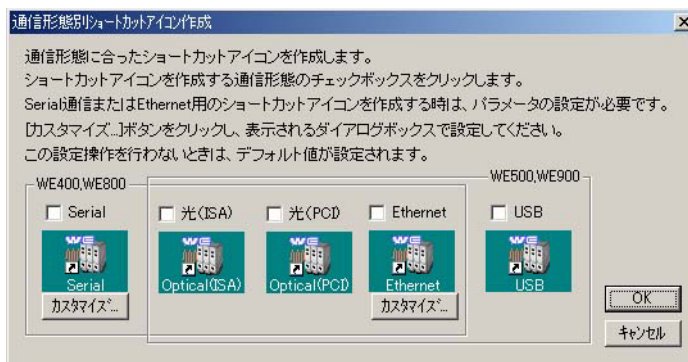 通信形態別ショートカットアイコン作成
通信形態に合ったショートカットアイコンを作成します。
ショートカットアイコンを作成する通信形態のチェックボックスをクリックします。
Serial通信またはEthernet用のショートカットアイコンを作成する時は、パラメータの設定が必要です。
[カスタマイズ...]ボタンをクリックし、表示されるダイアログボックスで設定してください。
この設定操作を行わないときは、デフォルト値が設定されます。
WE400,WE800
WE500,WE900
Serial
光(ISA)
光(PCI)
Ethernet
USB
WE
WE
WE
WE
WE
Serial
Optical(ISA)
Optical(PCI)
Ethernet
USB
カスタマイズ...
カスタマイズ...
OK
キャンセル